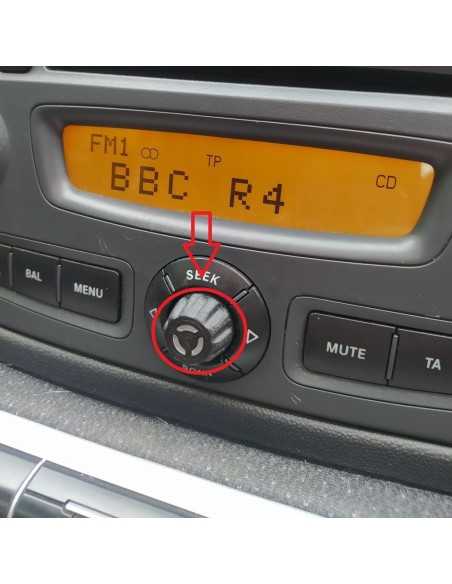 FM1 TP CD
BBC R4
SEEK
BAL MENU
MUTE TA